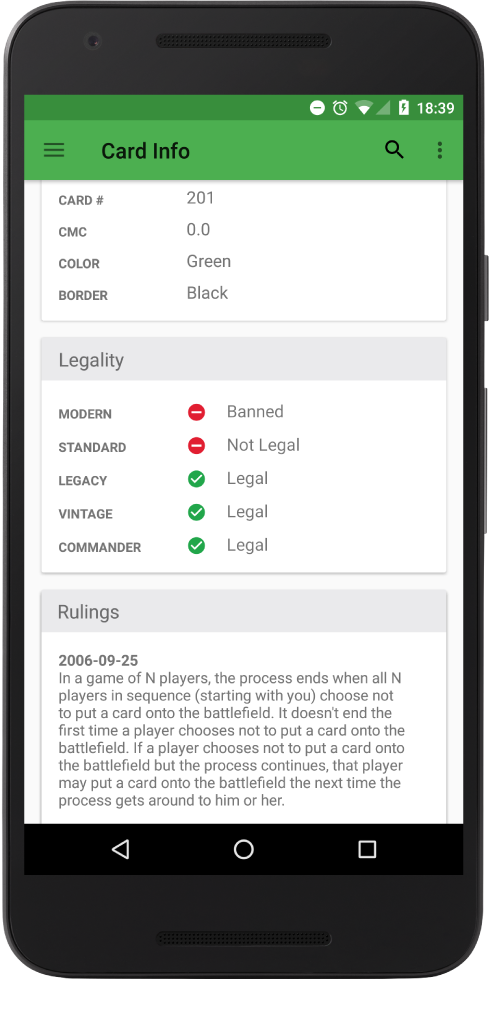 18:39
Card Info
CARD # 201
CMC 0.0
COLOR Green
BORDER Black
Legality
MODERN Banned
STANDARD Not Legal
LEGACY Legal
VINTAGE Legal
COMMANDER Legal
Rulings
2006-09-25
In a game of N players, the process ends when all N
players in sequence (starting with you) choose not
to put a card onto the battlefield. It doesn't end the
first time a player chooses not to put a card onto the
battlefield. If a player chooses not to put a card onto
the battlefield but the process continues, that player
may put a card onto the battlefield the next time the
process gets around to him or her.